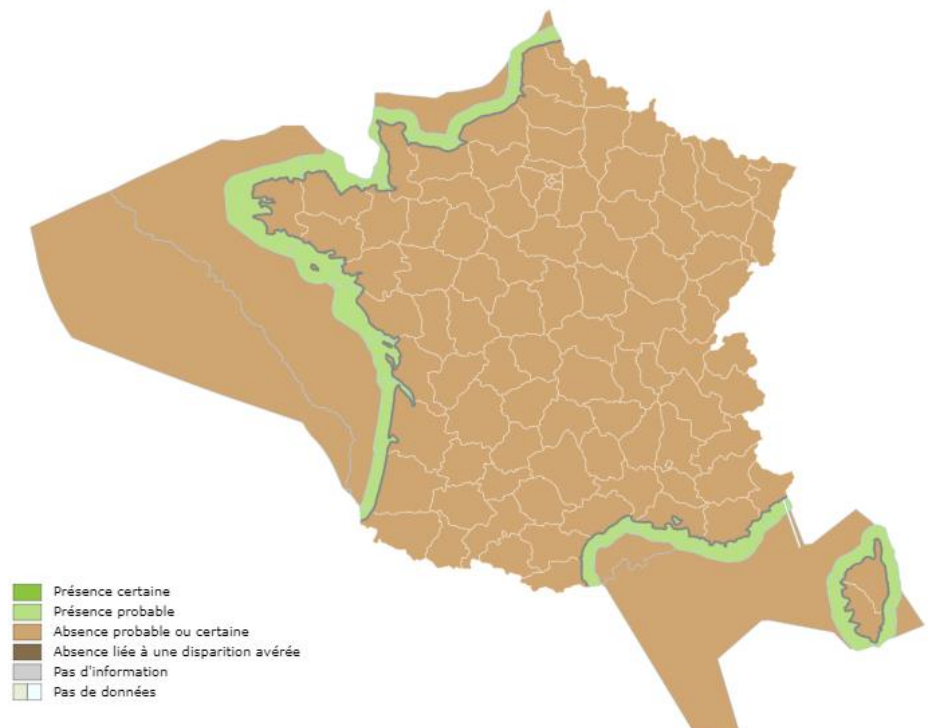 Présence certaine
Présence probable
Absence probable ou certaine
Absence liée à une disparition avérée
Pas d'information
Pas de données